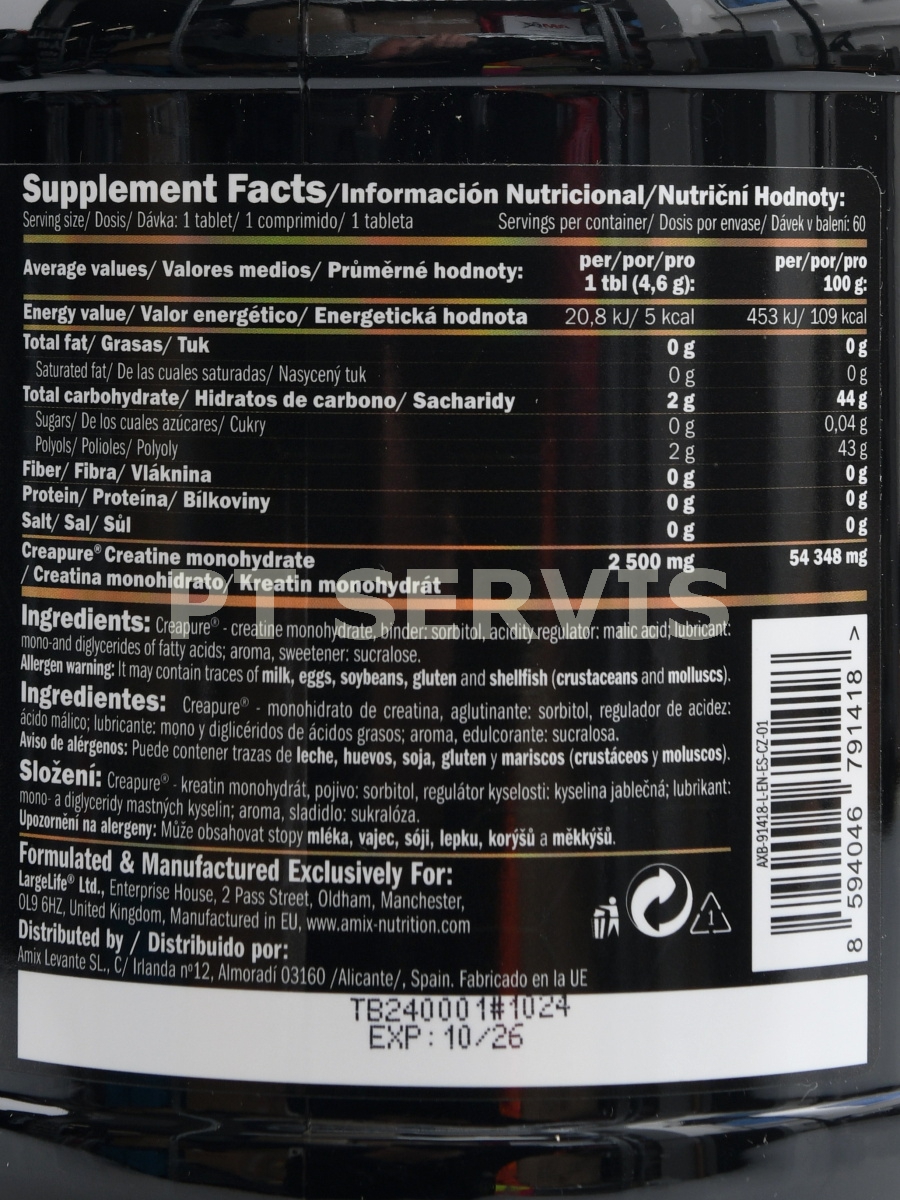 Supplement Facts/Información Nutricional/Nutriční Hodnoty:
Serving size/ Dosis/ Dávka: 1 tablet/ 1 comprimido/ 1 tableta Servings per container/ Dosis por envase/ Dávek v balení: 60
Average values/ Valores medios/ Průměrné hodnoty: per/por/pro 1 tbl (4,6 g): per/por/pro 100 g:
Energy value/ Valor energético/ Energetická hodnota 20,8 kJ/ 5 kcal 453 kJ/ 109 kcal
Total fat/ Grasas/ Tuk 0 g 0 g
Saturated fat/ De las cuales saturadas/ Nasycený tuk 0 g 0 g
Total carbohydrate/ Hidratos de carbono/ Sacharidy 2 g 44 g
Sugars/ De los cuales azúcares/ Cukry 0 g 0,04 g
Polyols/ Polioles/ Polyoly 2 g 43 g
Fiber/ Fibra/ Vláknina 0 g 0 g
Protein/ Proteína/ Bílkoviny 0 g 0 g
Salt/ Sal/ Sůl 0 g 0 g
Creapure® Creatine monohydrate 2 500 mg 54 348 mg
/ Creatina monohidrato/ Kreatin monohydrát
PT SERVIS
Ingredients: Creapure® - creatine monohydrate, binder: sorbitol, acidity regulator: malic acid; lubricant:
mono-and diglycerides of fatty acids; aroma, sweetener: sucralose.
Allergen warning: It may contain traces of milk, eggs, soybeans, gluten and shellfish (crustaceans and molluscs).
Ingredientes: Creapure® - monohidrato de creatina, aglutinante: sorbitol, regulador de acidez:
ácido málico; lubricante: mono y diglicéridos de ácidos grasos; aroma, edulcorante: sucralosa.
Aviso de alérgenos: Puede contener trazas de leche, huevos, soja, gluten y mariscos (crustáceos y moluscos).
Složení: Creapure® - kreatin monohydrát, pojivo: sorbitol, regulátor kyselosti: kyselina jablečná; lubrikant:
mono- a diglyceridy mastných kyselin; aroma, sladidlo: sukralóza.
Upozornění na alergeny: Může obsahovat stopy mléka, vajec, sóji, lepku, korýšů a měkkýšů.
Formulated & Manufactured Exclusively For:
LargeLife® Ltd., Enterprise House, 2 Pass Street, Oldham, Manchester,
OL9 6HZ, United Kingdom, Manufactured in EU, www.amix-nutrition.com
Distributed by / Distribuido por:
Amix Levante SL., C/ Irlanda nº12, Almoradí 03160 /Alicante/, Spain. Fabricado en la UE
1
AXB-91418-L-EN-ES-CZ-01
8 594046 791418 >
TB240001#1024
EXP: 10/26